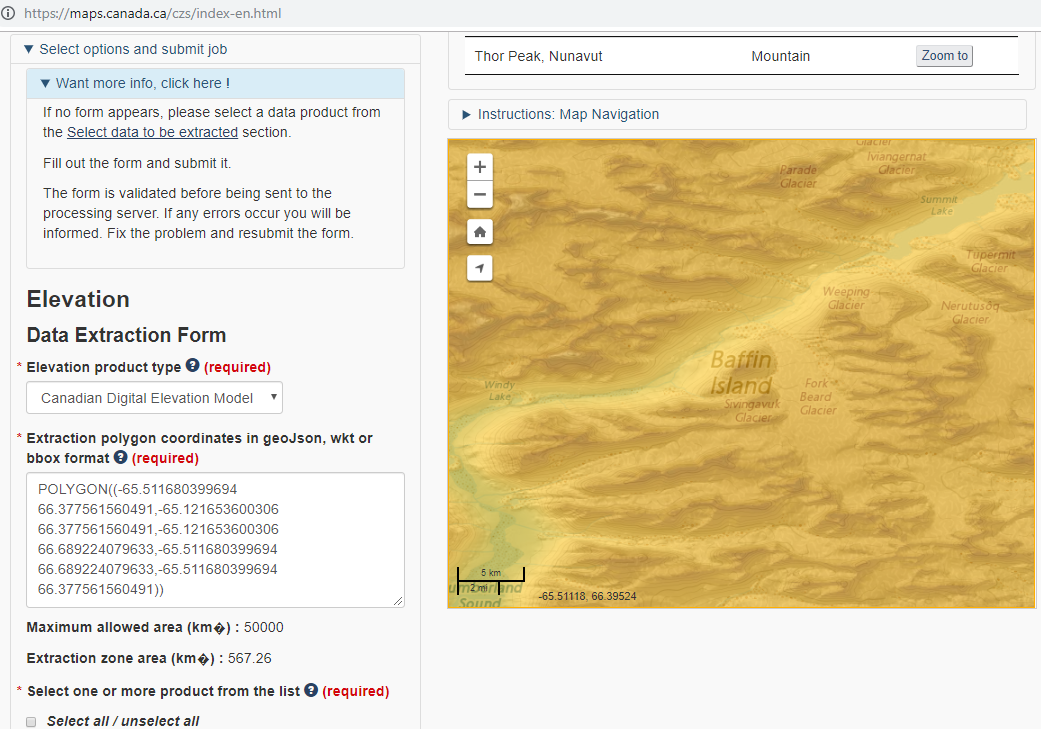 https://maps.canada.ca/czs/index-en.html
Select options and submit job
Want more info, click here !
If no form appears, please select a data product from
the Select data to be extracted section.
Fill out the form and submit it.
The form is validated before being sent to the
processing server. If any errors occur you will be
informed. Fix the problem and resubmit the form.
Elevation
Data Extraction Form
* Elevation product type ? (required)
Canadian Digital Elevation Model
* Extraction polygon coordinates in geoJson, wkt or
bbox format ? (required)
POLYGON((-65.511680399694
66.377561560491,-65.121653600306
66.377561560491,-65.121653600306
66.689224079633,-65.511680399694
66.689224079633,-65.511680399694
66.377561560491))
Maximum allowed area (km�) : 50000
Extraction zone area (km�) : 567.26
* Select one or more product from the list ? (required)
Select all / unselect all
Thor Peak, Nunavut Mountain Zoom to
Instructions: Map Navigation
Glacier
Iviangernat
Glacier
Parade
Glacier
Summit
Lake
Tupermit
Glacier
Weeping
Glacier
Nerutusoq
Glacier
Baffin
Island
Windy
Lake
Fork
Beard
Glacier
Sivingavuk
Glacier
5 km
2 mi
Sound
-65.51118, 66.39524